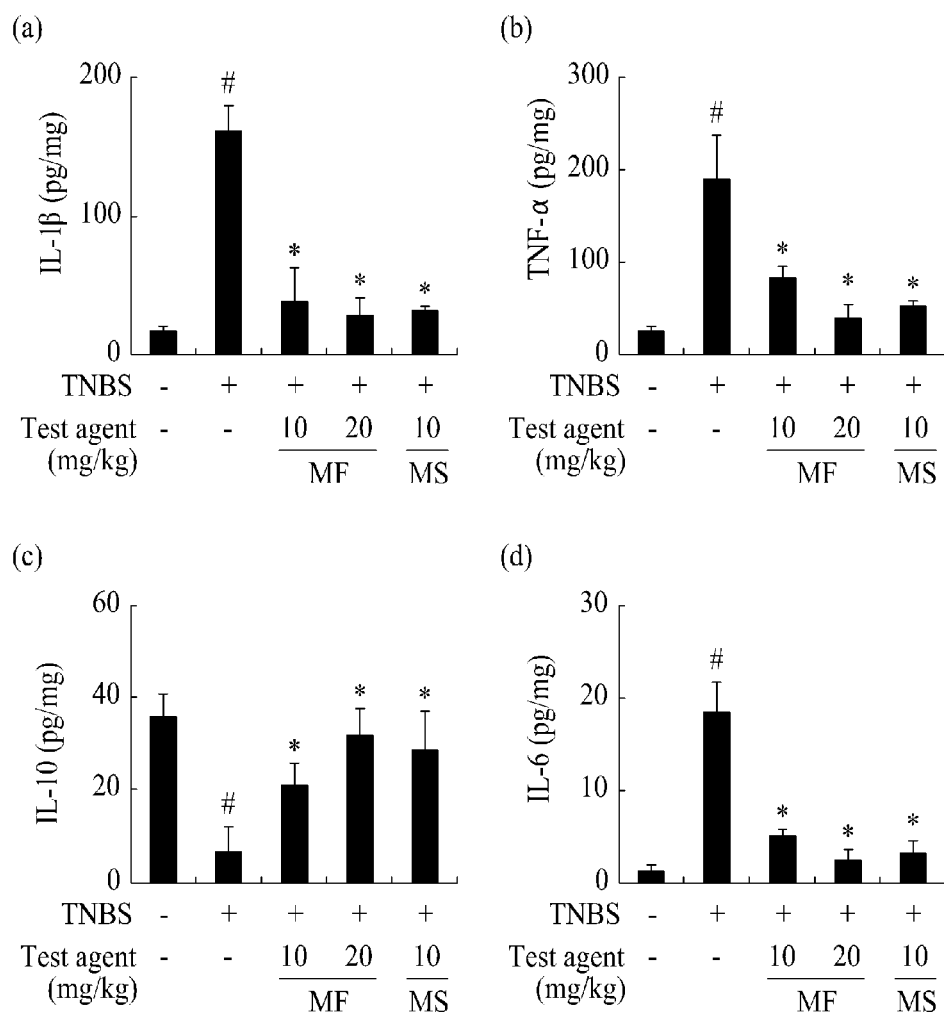 (a)
200
100
0
IL-1β (pg/mg)
#
*
*
*
TNBS - + + + +
Test agent (mg/kg) - - 10 20 10
MF MS
(b)
300
200
100
0
TNF-α (pg/mg)
#
*
*
*
TNBS - + + + +
Test agent (mg/kg) - - 10 20 10
MF MS
(c)
60
40
20
0
IL-10 (pg/mg)
#
*
*
*
TNBS - + + + +
Test agent (mg/kg) - - 10 20 10
MF MS
(d)
30
20
10
0
IL-6 (pg/mg)
#
*
*
*
TNBS - + + + +
Test agent (mg/kg) - - 10 20 10
MF MS